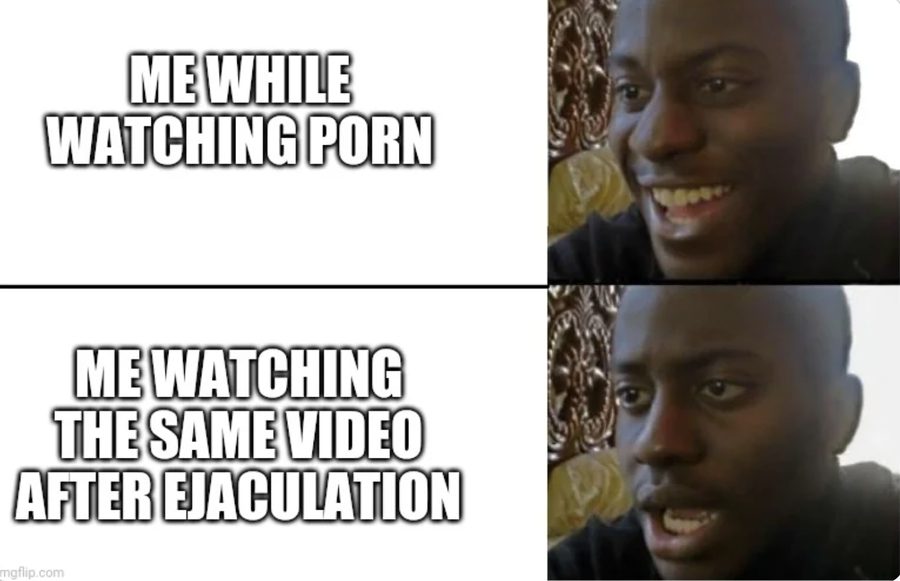 ME WHILE
WATCHING PORN
ME WATCHING
THE SAME VIDEO
AFTER EJACULATION
mgflip.com